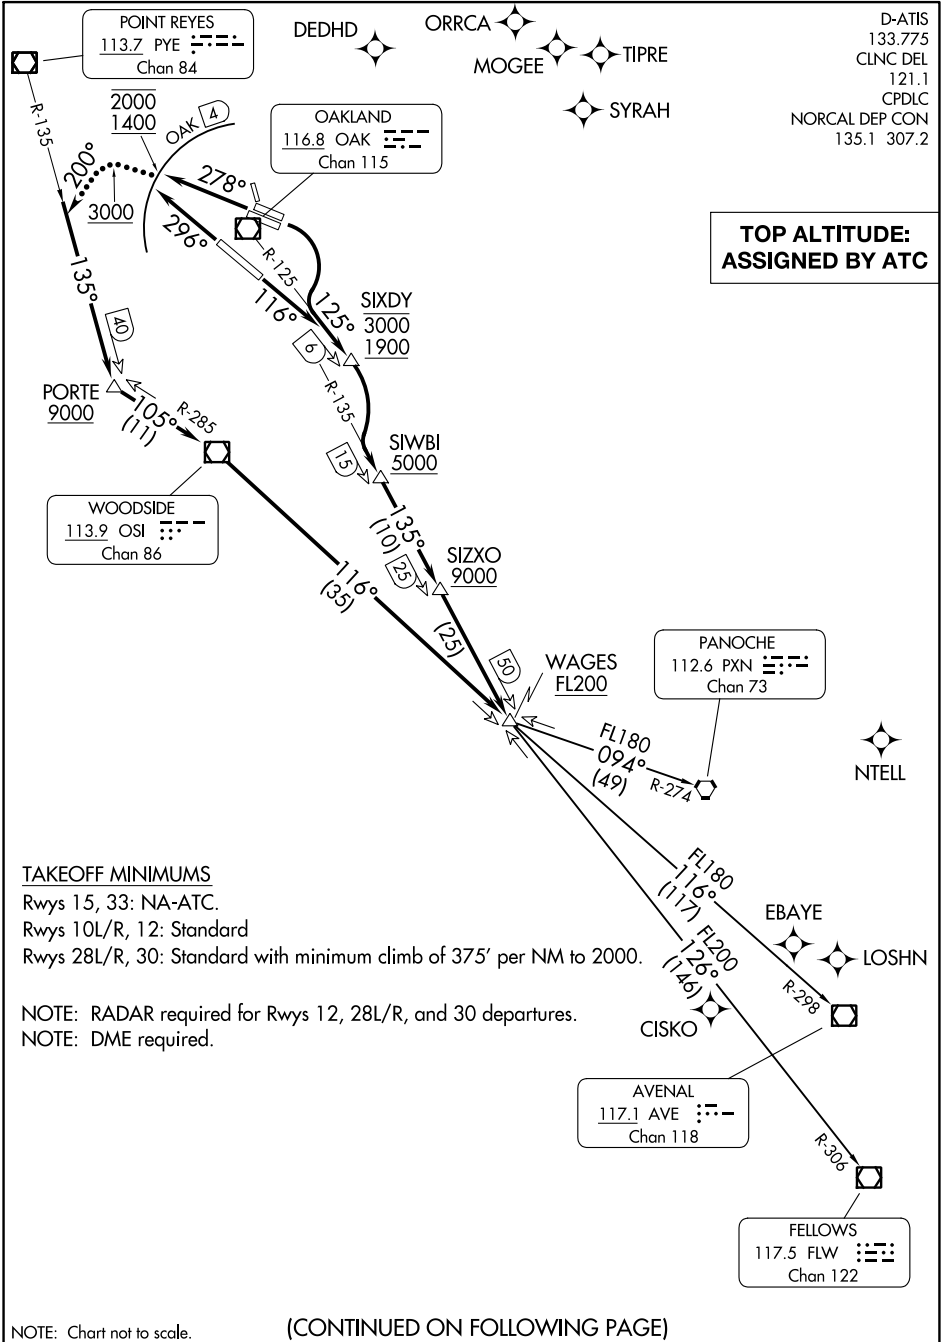 POINT REYES
113.7 PYE
Chan 84
DEDHD
ORRCA
MOGEE
TIPRE
SYRAH
D-ATIS
133.775
CLNC DEL
121.1
CPDLC
NORCAL DEP CON
135.1 307.2
TOP ALTITUDE:
ASSIGNED BY ATC
R-135
2000
1400
OAK 4
OAKLAND
116.8 OAK
Chan 115
200°
3000
278°
296°
R-125
135°
116°
125°
SIXDY
3000
1900
40
6
PORTE
9000
R-285
105°
(11)
R-135
15
SIWBI
5000
WOODSIDE
113.9 OSI
Chan 86
135°
(10)
25
SIZXO
9000
116°
(35)
(25)
50
WAGES
FL200
PANOCHE
112.6 PXN
Chan 73
FL180
094°
(49)
R-274
NTELL
TAKEOFF MINIMUMS
Rwys 15, 33: NA-ATC.
Rwys 10L/R, 12: Standard
Rwys 28L/R, 30: Standard with minimum climb of 375' per NM to 2000.
NOTE: RADAR required for Rwys 12, 28L/R, and 30 departures.
NOTE: DME required.
FL180
116°
(117)
FL200
126°
(146)
EBAYE
LOSHN
R-298
CISKO
AVENAL
117.1 AVE
Chan 118
R-306
FELLOWS
117.5 FLW
Chan 122
NOTE: Chart not to scale.
(CONTINUED ON FOLLOWING PAGE)